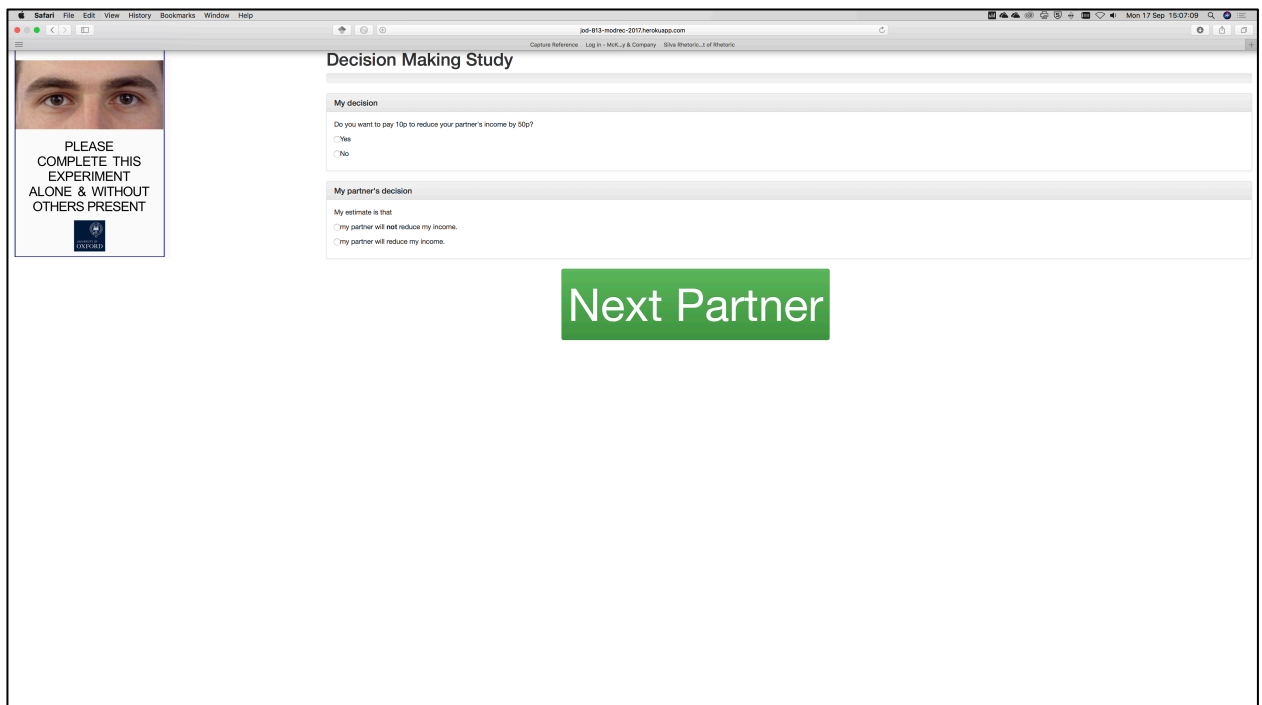 Safari File Edit View History Bookmarks Window Help
Mon 17 Sep 15:07:09
jod-813-modrec-2017.herokuapp.com
Capture Reference Log in - McK...y & Company Silva Rhetoric...t of Rhetoric
Decision Making Study
My decision
Do you want to pay 10p to reduce your partner's income by 50p?
Yes
No
My partner's decision
My estimate is that
my partner will not reduce my income.
my partner will reduce my income.
Next Partner
PLEASE
COMPLETE THIS
EXPERIMENT
ALONE & WITHOUT
OTHERS PRESENT
UNIVERSITY OF
OXFORD